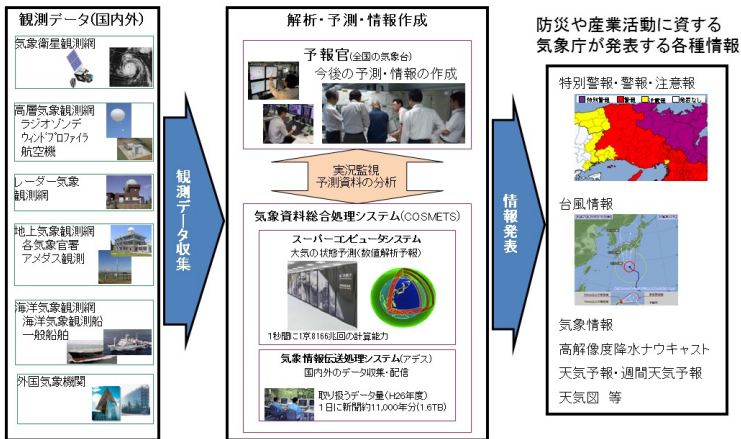 観測データ(国内外)
気象衛星観測網
高層気象観測網
ラジオゾンデ
ウィンドプロファイラ
航空機
レーダー気象
観測網
地上気象観測網
各気象官署
アメダス観測
海洋気象観測網
海洋気象観測船
一般船舶
外国気象機関
観測データ収集
解析・予測・情報作成
予報官(全国の気象台)
今後の予測・情報の作成
実況監視
予測資料の分析
気象資料総合処理システム(COSMETS)
スーパーコンピュータシステム
大気の状態予測(数値解析予報)
1秒間に1京8166兆回の計算能力
気象情報伝送処理システム(アデス)
国内外のデータ収集・配信
取り扱うデータ量(H26年度)
1日に新聞約11,000年分(1.6TB)
情報発表
防災や産業活動に資する
気象庁が発表する各種情報
特別警報・警報・注意報
特別警報 警報 注意報 発表なし
台風情報
気象情報
高解像度降水ナウキャスト
天気予報・週間天気予報
天気図 等